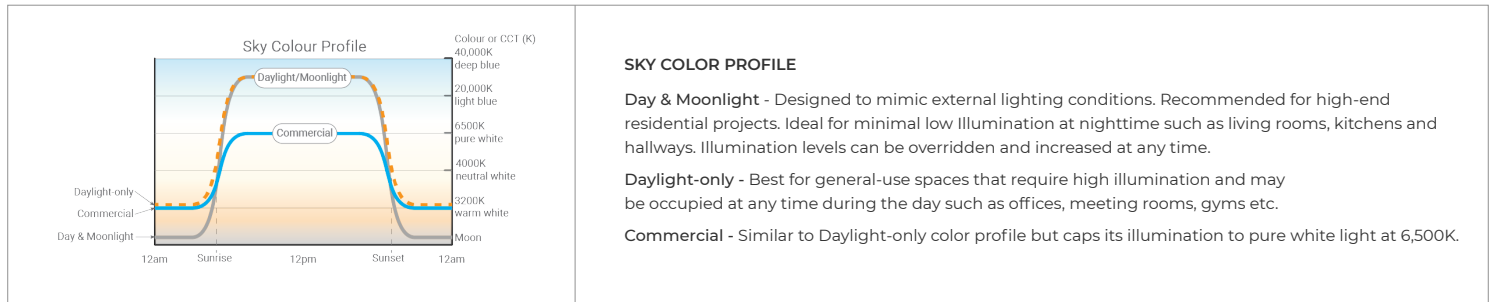 Sky Colour Profile
Colour or CCT (K)
40,000K
deep blue
20,000K
light blue
6500K
pure white
4000K
neutral white
3200K
warm white
Moon
Daylight/Moonlight
Commercial
Daylight-only
Commercial
Day & Moonlight
12am
Sunrise
12pm
Sunset
12am
SKY COLOR PROFILE
Day & Moonlight - Designed to mimic external lighting conditions. Recommended for high-end
residential projects. Ideal for minimal low Illumination at nighttime such as living rooms, kitchens and
hallways. Illumination levels can be overridden and increased at any time.
Daylight-only - Best for general-use spaces that require high illumination and may
be occupied at any time during the day such as offices, meeting rooms, gyms etc.
Commercial - Similar to Daylight-only color profile but caps its illumination to pure white light at 6,500K.